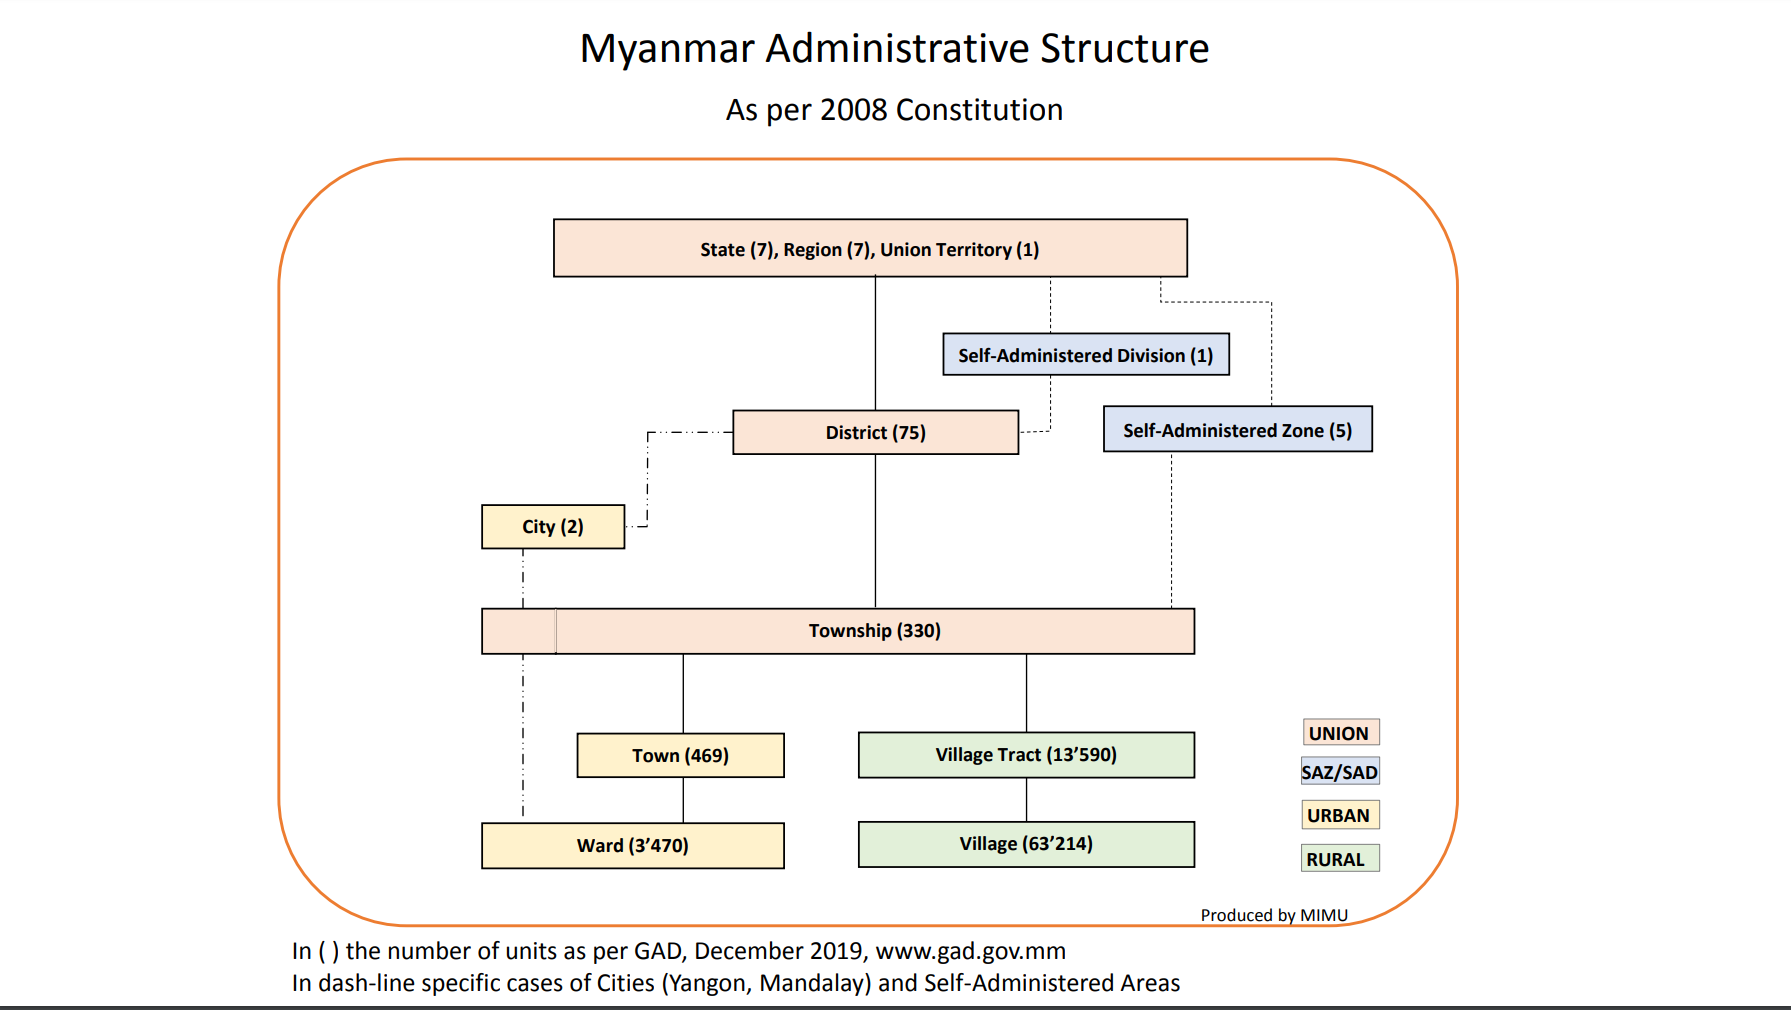 Myanmar Administrative Structure
As per 2008 Constitution
State (7), Region (7), Union Territory (1)
Self-Administered Division (1)
District (75)
Self-Administered Zone (5)
City (2)
Township (330)
Town (469)
Village Tract (13’590)
Ward (3’470)
Village (63’214)
UNION
SAZ/SAD
URBAN
RURAL
Produced by MIMU
In ( ) the number of units as per GAD, December 2019, www.gad.gov.mm
In dash-line specific cases of Cities (Yangon, Mandalay) and Self-Administered Areas